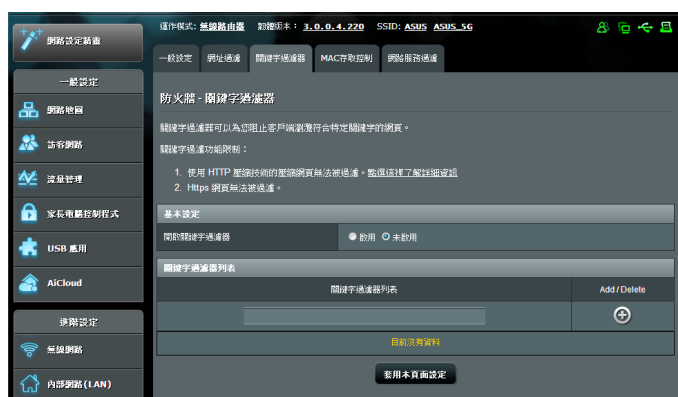 運作模式: 無線路由器 韌體版本: 3.0.0.4.220 SSID: ASUS ASUS_5G
網路設定精靈
一般設定 網址過濾 關鍵字過濾器 MAC存取控制 網路服務過濾
一般設定
網路地圖
訪客網路
流量管理
家長電腦控制程式
USB 應用
AiCloud
進階設定
無線網路
內部網路(LAN)
防火牆 - 關鍵字過濾器
關鍵字過濾器可以為您阻止客戶端瀏覽符合特定關鍵字的網頁。
關鍵字過濾功能限制:
1. 使用 HTTP 壓縮技術的壓縮網頁無法被過濾。點選這裡了解詳細資訊
2. Https 網頁無法被過濾。
基本設定
開啟關鍵字過濾器 啟用 未啟用
關鍵字過濾器列表
關鍵字過濾器列表 Add / Delete
目前沒有資料
套用本頁面設定